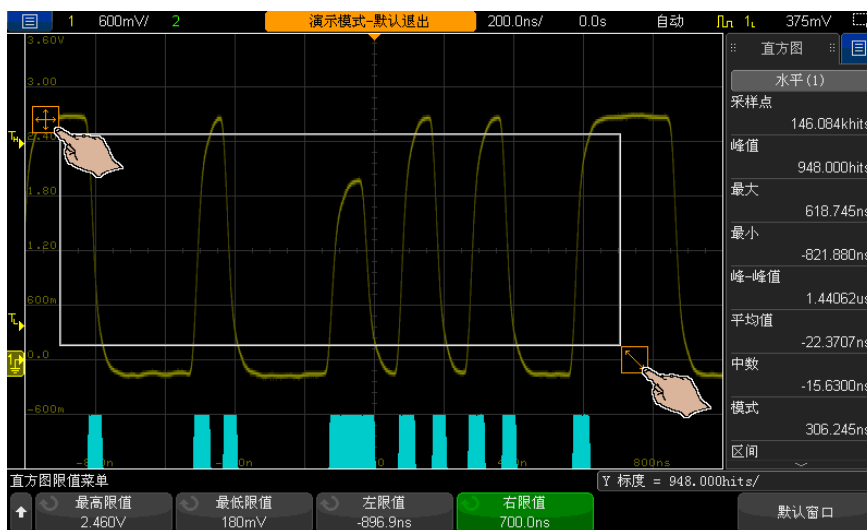 1 600mV/ 2 演示模式-默认退出 200.0ns/ 0.0s 自动 1 375mV
3.60V
3.00
2.40
1.80
1.20
600m
0.0
-600m
TH
TL
直方图
水平(1)
采样点
146.084khits
峰值
948.000hits
最大
618.745ns
最小
-821.880ns
峰-峰值
1.44062us
平均值
-22.3707ns
中数
-15.6300ns
模式
306.245ns
区间
800ns
直方图限值菜单
Y 标度 = 948.000hits/
最高限值
2.460V
最低限值
180mV
左限值
-896.9ns
右限值
700.0ns
默认窗口